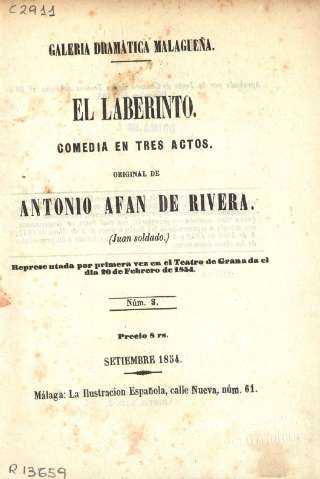 C2911
GALERIA DRAMÁTICA MALAGUEÑA.
EL LABERINTO.
COMEDIA EN TRES ACTOS.
ORIGINAL DE
ANTONIO AFAN DE RIVERA.
(Juan soldado.)
Represe utada por primera vez en el Teatro de Granada el
dia 20 de Febrero de 1854.
Núm. 3.
Precio 8 rs.
SETIEMBRE 1854.
Málaga: La Ilustracion Española, calle Nueva, núm. 61.
R 13659